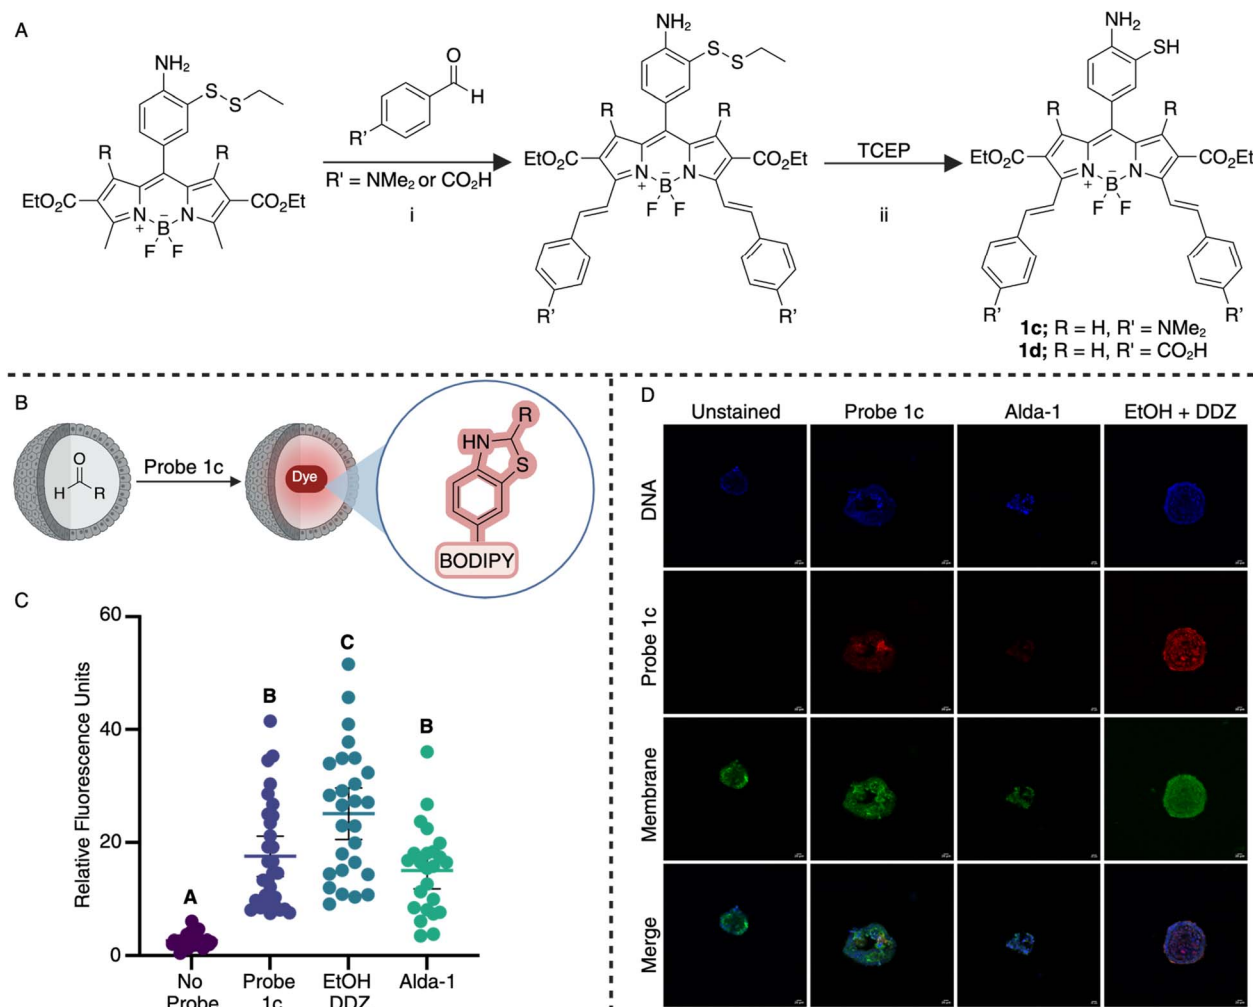 A
NH₂
S
S
R
R
EtO₂C
CO₂Et
N
N
+
B
−
F
F
O
H
R'
R' = NMe₂ or CO₂H
i
NH₂
S
S
R
R
EtO₂C
CO₂Et
N
N
+
B
−
F
F
R'
R'
TCEP
ii
NH₂
SH
R
R
EtO₂C
CO₂Et
N
N
+
B
−
F
F
R'
R'
1c; R = H, R' = NMe₂
1d; R = H, R' = CO₂H
B
O
H
R
Probe 1c
Dye
R
HN
S
BODIPY
C
Relative Fluorescence Units
60
40
20
0
A
B
C
B
No
Probe
Probe
1c
EtOH
DDZ
Alda-1
D
Unstained
Probe 1c
Alda-1
EtOH + DDZ
DNA
Probe 1c
Membrane
Merge